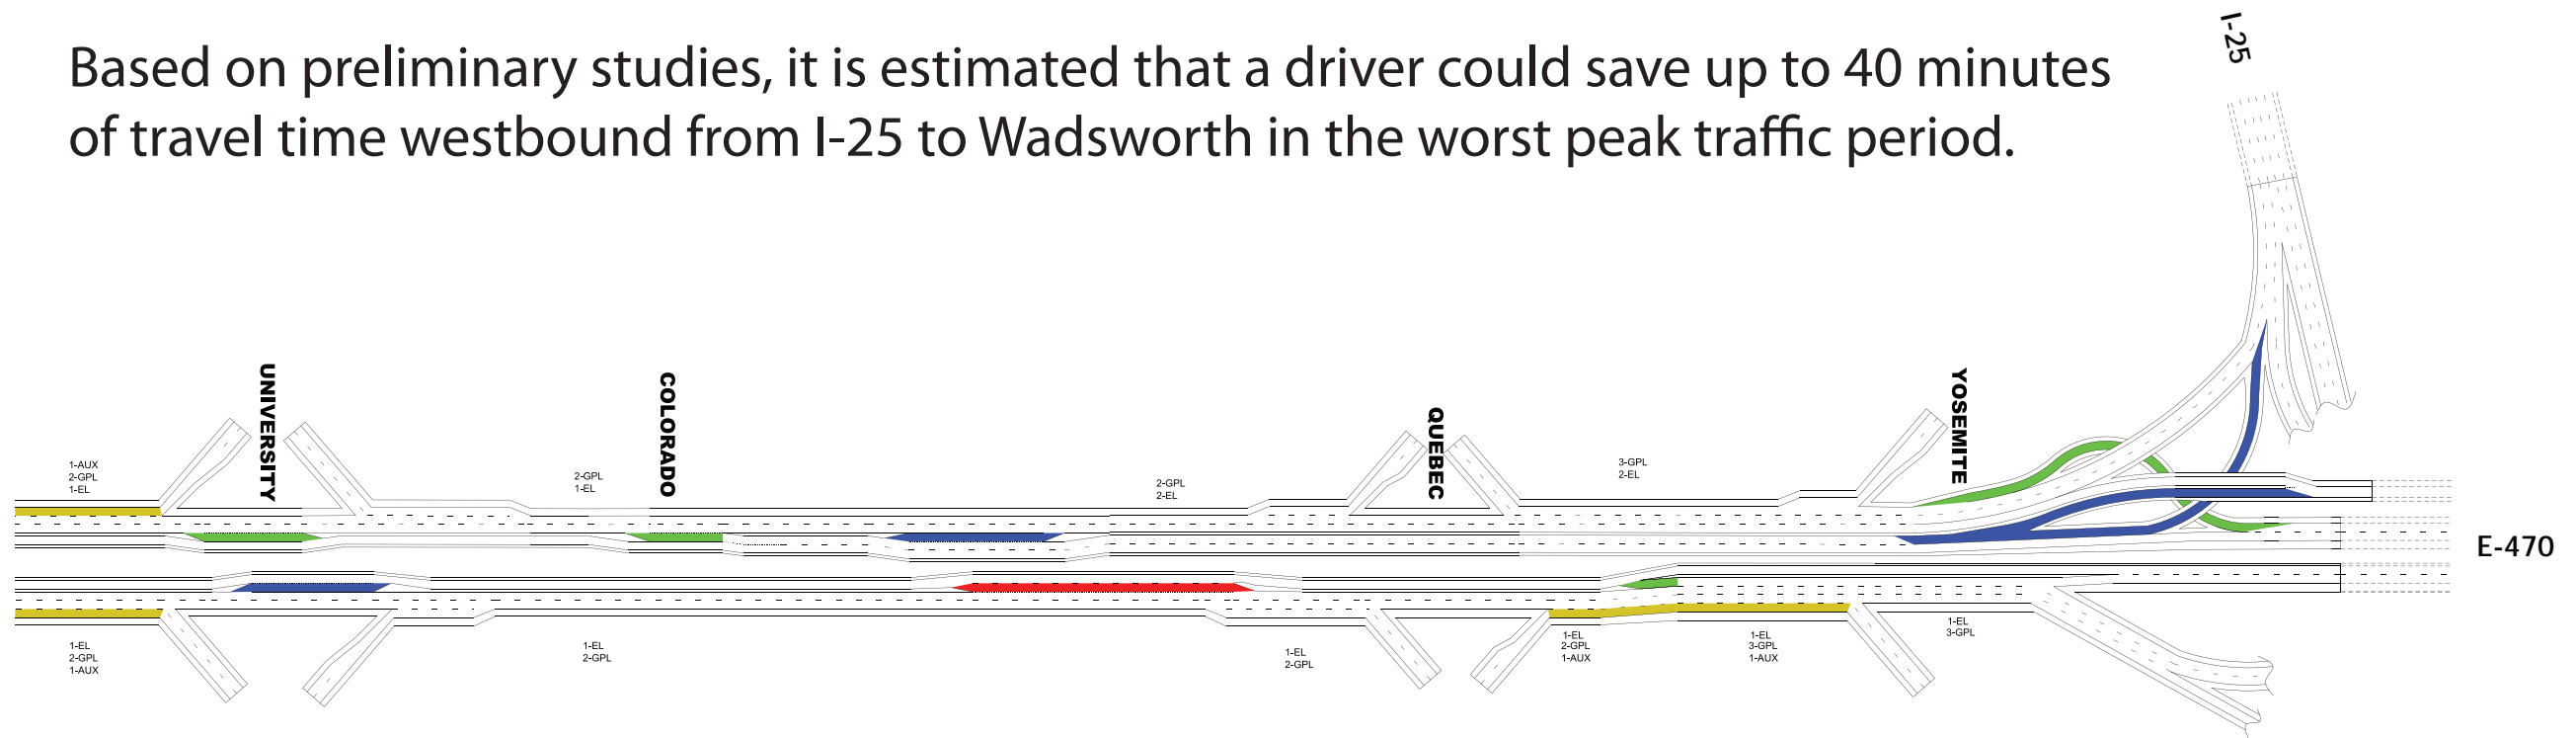 Based on preliminary studies, it is estimated that a driver could save up to 40 minutes
of travel time westbound from I-25 to Wadsworth in the worst peak traffic period.
I-25
UNIVERSITY
COLORADO
QUEBEC
YOSEMITE
1-AUX
2-GPL
1-EL
2-GPL
1-EL
2-GPL
2-EL
3-GPL
2-EL
E-470
1-EL
2-GPL
1-AUX
1-EL
2-GPL
1-EL
2-GPL
1-EL
2-GPL
1-AUX
1-EL
3-GPL
1-AUX
1-EL
3-GPL